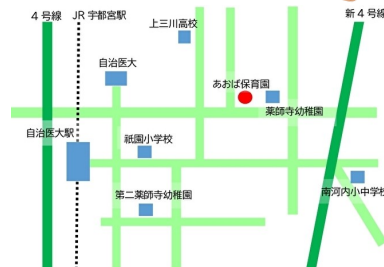 4号線
JR 宇都宮駅
上三川高校
新4号線
自治医大
あおば保育園
薬師寺幼稚園
自治医大駅
祇園小学校
第二薬師寺幼稚園
南河内小中学校